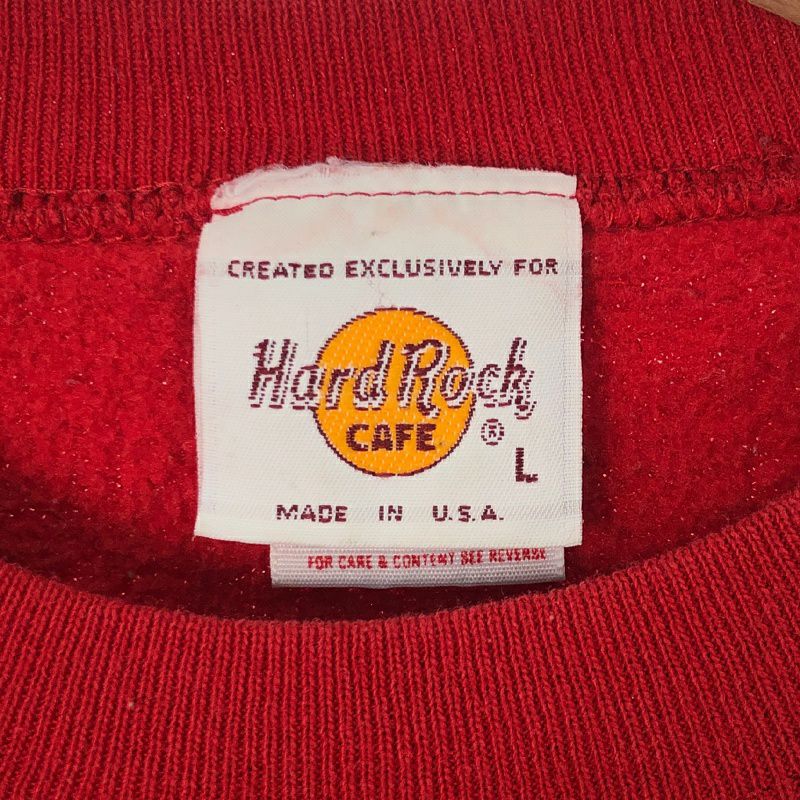 CREATED EXCLUSIVELY FOR
Hard Rock
CAFE ®
L
MADE IN U.S.A.
FOR CARE & CONTENT SEE REVERSE